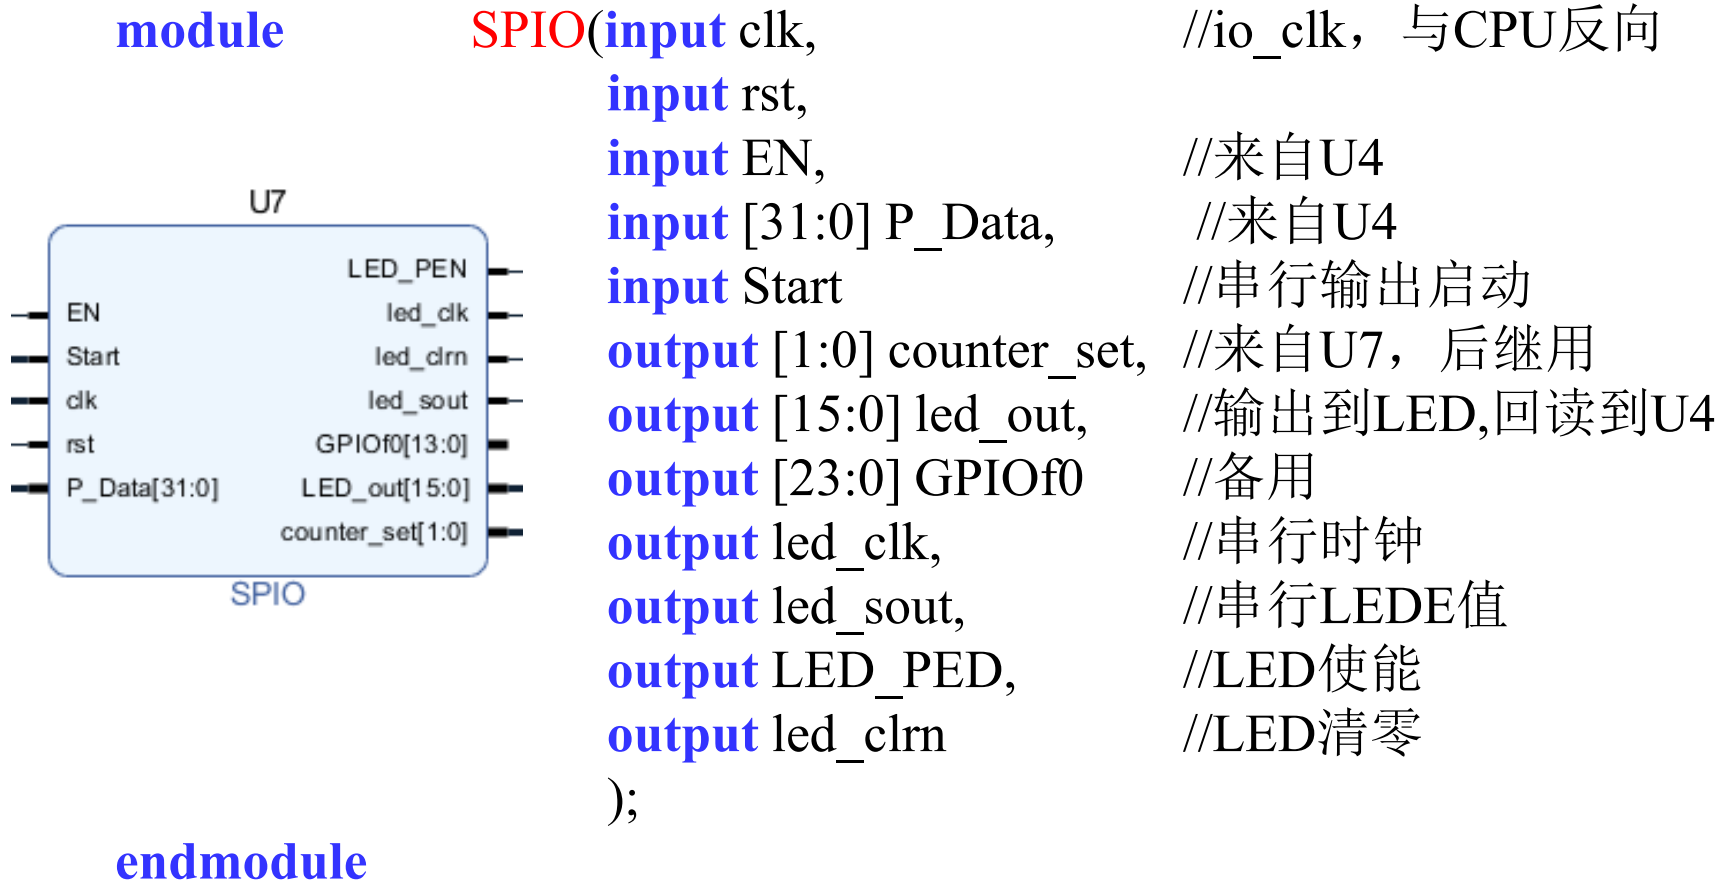 module SPIO(input clk, //io_clk，与CPU反向
input rst,
input EN, //来自U4
input [31:0] P_Data, //来自U4
input Start //串行输出启动
output [1:0] counter_set, //来自U7，后继用
output [15:0] led_out, //输出到LED,回读到U4
output [23:0] GPIOf0 //备用
output led_clk, //串行时钟
output led_sout, //串行LEDE值
output LED_PED, //LED使能
output led_clrn //LED清零
);
endmodule
U7
LED_PEN
EN led_clk
Start led_clrn
clk led_sout
rst GPIOf0[13:0]
P_Data[31:0] LED_out[15:0]
counter_set[1:0]
SPIO